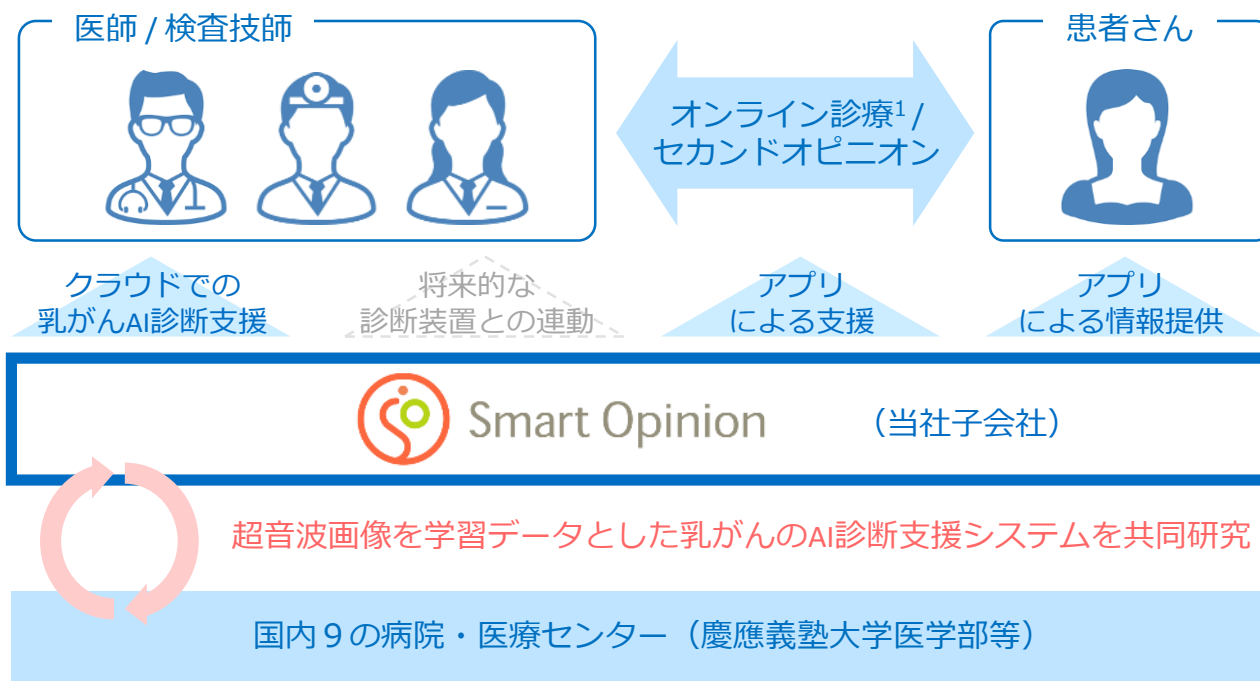 医師 / 検査技師
患者さん
オンライン診療1 /
セカンドオピニオン
クラウドでの
乳がんAI診断支援
将来的な
診断装置との連動
アプリ
による支援
アプリ
による情報提供
Smart Opinion
（当社子会社）
超音波画像を学習データとした乳がんのAI診断支援システムを共同研究
国内９の病院・医療センター（慶應義塾大学医学部等）